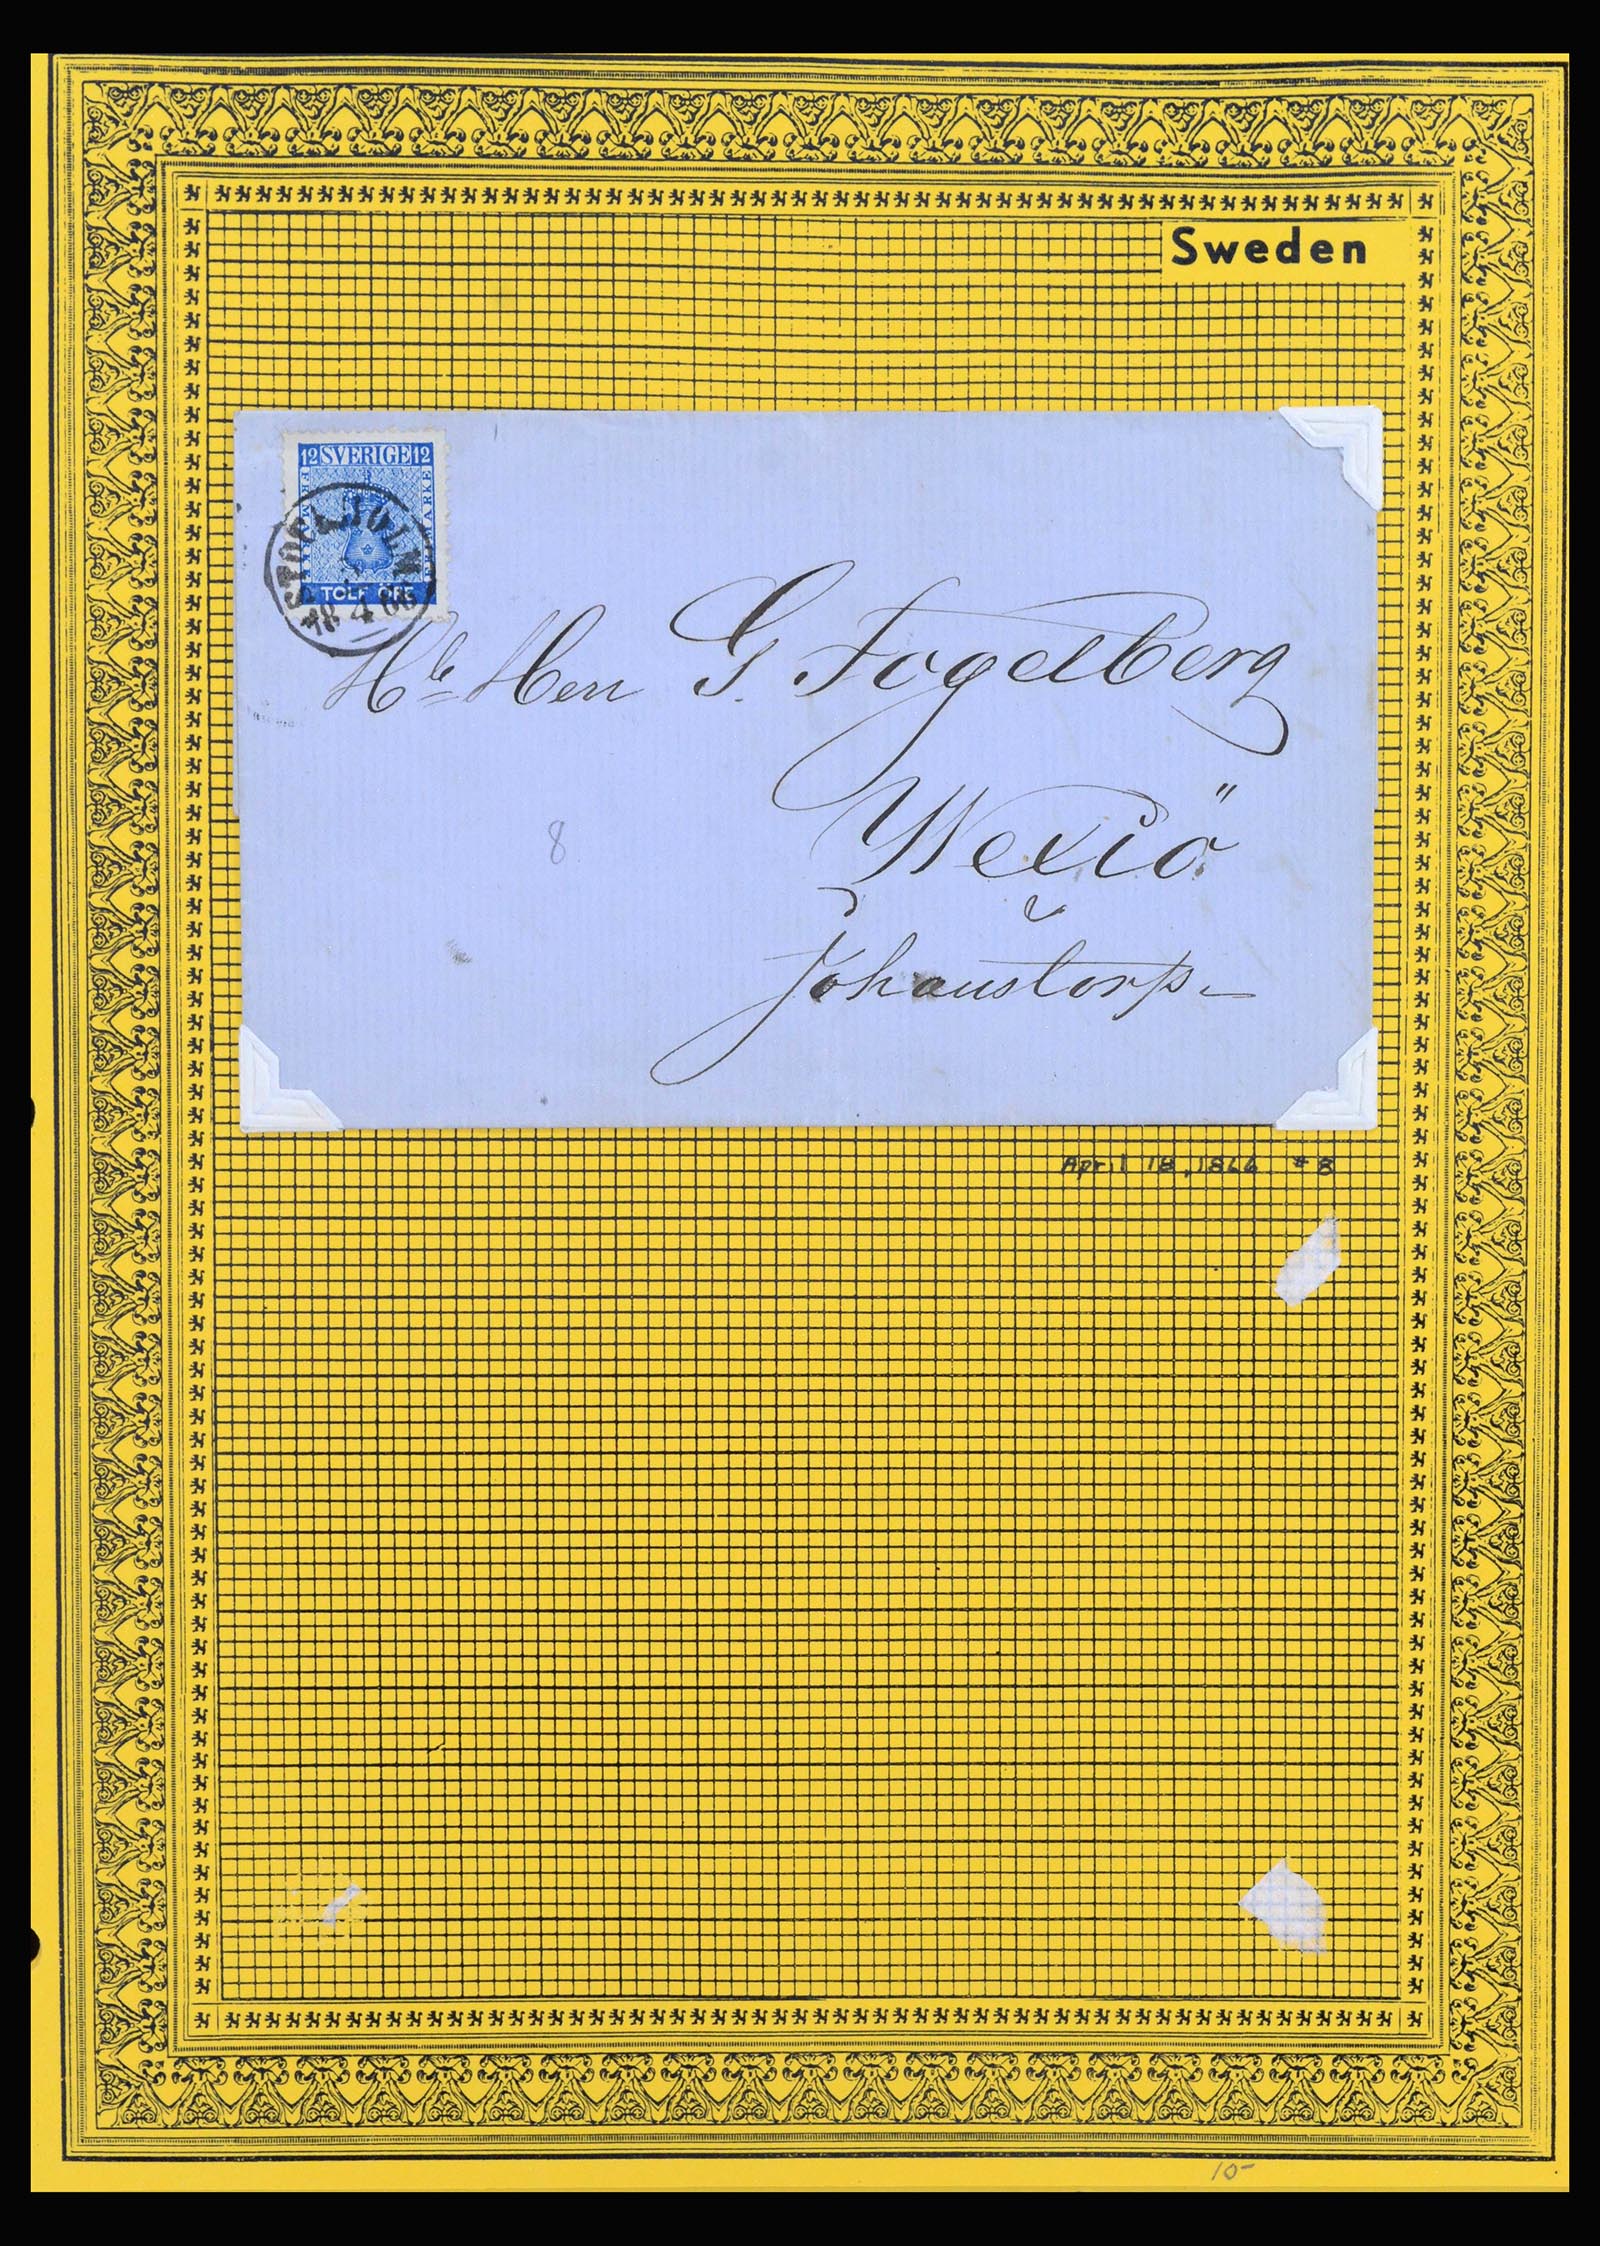 Sweden
12 SVERIGE 12
FRIMÄRKE
STOCKHOLM
18 4 66
TOLF ÖRE
Herr G. Fogelberg
Wexiö
8
Johanstorp
April 18, 1866 #8
10-